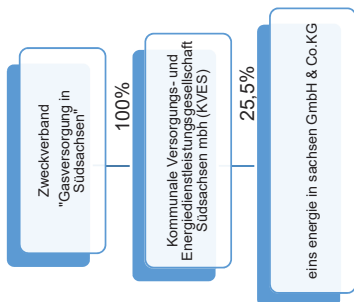 Zweckverband
"Gasversorgung in
Südsachsen"
100%
Kommunale Versorgungs- und
Energiedienstleistungsgesellschaft
Südsachsen mbh (KVES)
25,5%
eins energie in sachsen GmbH & Co.KG